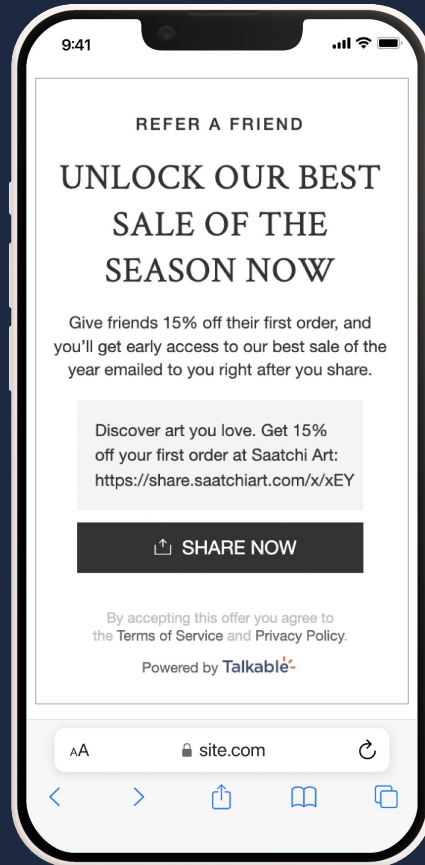 9:41
REFER A FRIEND
UNLOCK OUR BEST
SALE OF THE
SEASON NOW
Give friends 15% off their first order, and
you'll get early access to our best sale of the
year emailed to you right after you share.
Discover art you love. Get 15%
off your first order at Saatchi Art:
https://share.saatchiart.com/x/xEY
SHARE NOW
By accepting this offer you agree to
the Terms of Service and Privacy Policy.
Powered by Talkable
AA site.com